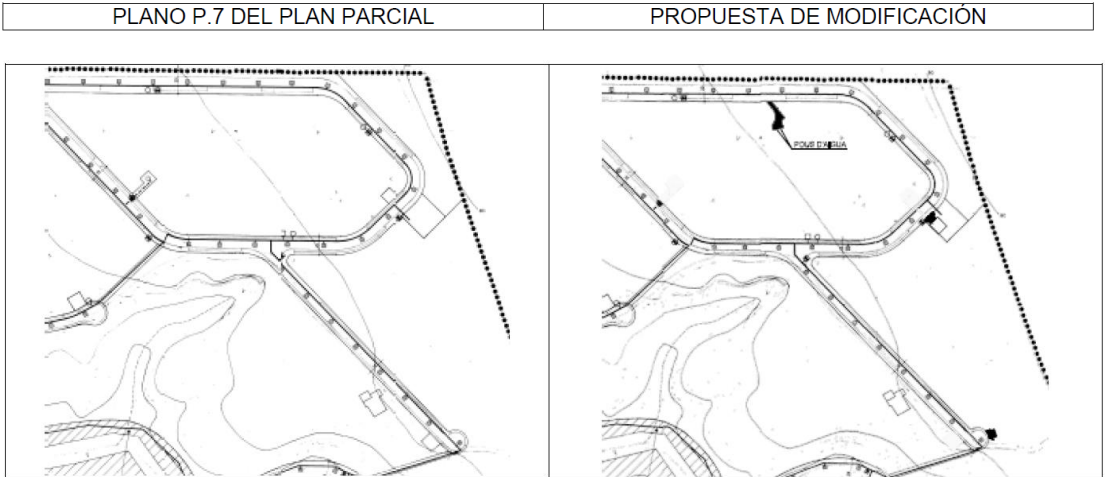 PLANO P.7 DEL PLAN PARCIAL
PROPUESTA DE MODIFICACIÓN
POUS D'AIGUA